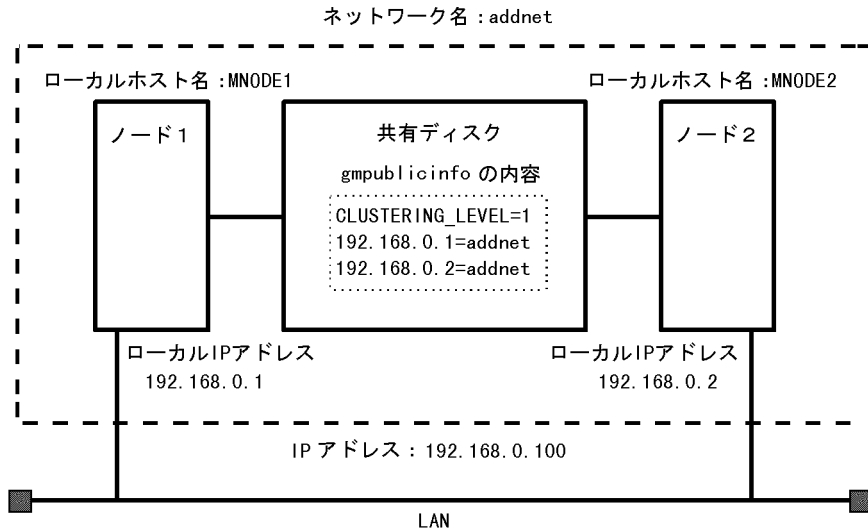 ネットワーク名：addnet
ローカルホスト名：MNODE1
ローカルホスト名：MNODE2
ノード１
共有ディスク
ノード２
gmpublicinfo の内容
CLUSTERING_LEVEL=1
192.168.0.1=addnet
192.168.0.2=addnet
ローカルIPアドレス
192.168.0.1
ローカルIPアドレス
192.168.0.2
IP アドレス：192.168.0.100
LAN